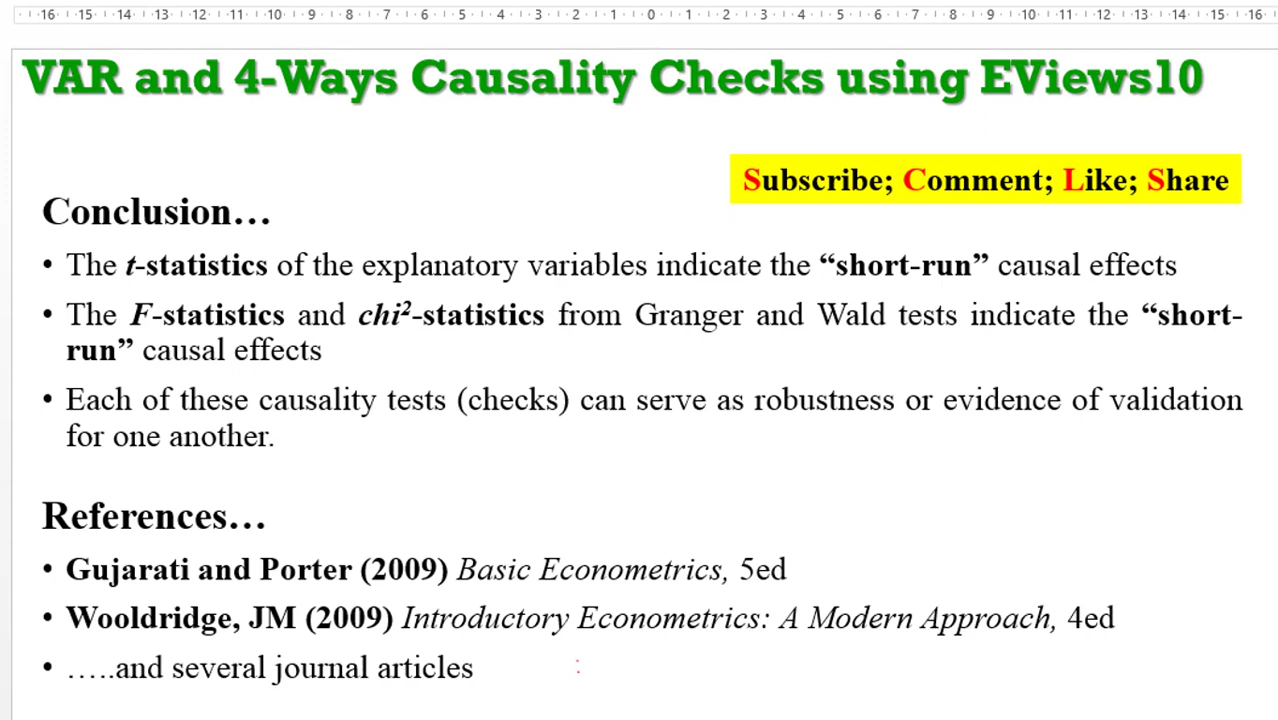 16 15 14 13 12 11 10 9 8 7 6 5 4 3 2 1 0 1 2 3 4 5 6 7 8 9 10 11 12 13 14 15 16
VAR and 4-Ways Causality Checks using EViews10
Subscribe; Comment; Like; Share
Conclusion…
• The t-statistics of the explanatory variables indicate the “short-run” causal effects
• The F-statistics and chi²-statistics from Granger and Wald tests indicate the “short-
run” causal effects
• Each of these causality tests (checks) can serve as robustness or evidence of validation
for one another.
References…
• Gujarati and Porter (2009) Basic Econometrics, 5ed
• Wooldridge, JM (2009) Introductory Econometrics: A Modern Approach, 4ed
• …..and several journal articles